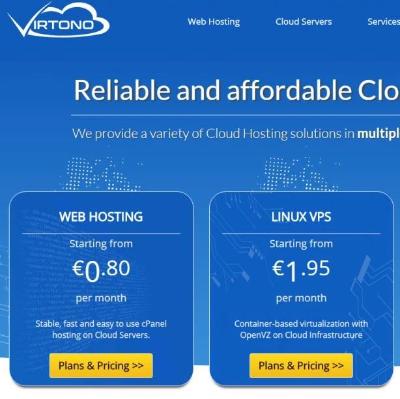 VIRTONO
Web Hosting Cloud Servers Services
Reliable and affordable Clo
We provide a variety of Cloud Hosting solutions in multipl
WEB HOSTING
Starting from
€0.80
per month
Stable, fast and easy to use cPanel
hosting on Cloud Servers.
Plans & Pricing >>
LINUX VPS
Starting from
€1.95
per month
Container-based virtualization with
OpenVZ on Cloud Infrastructure
Plans & Pricing >>